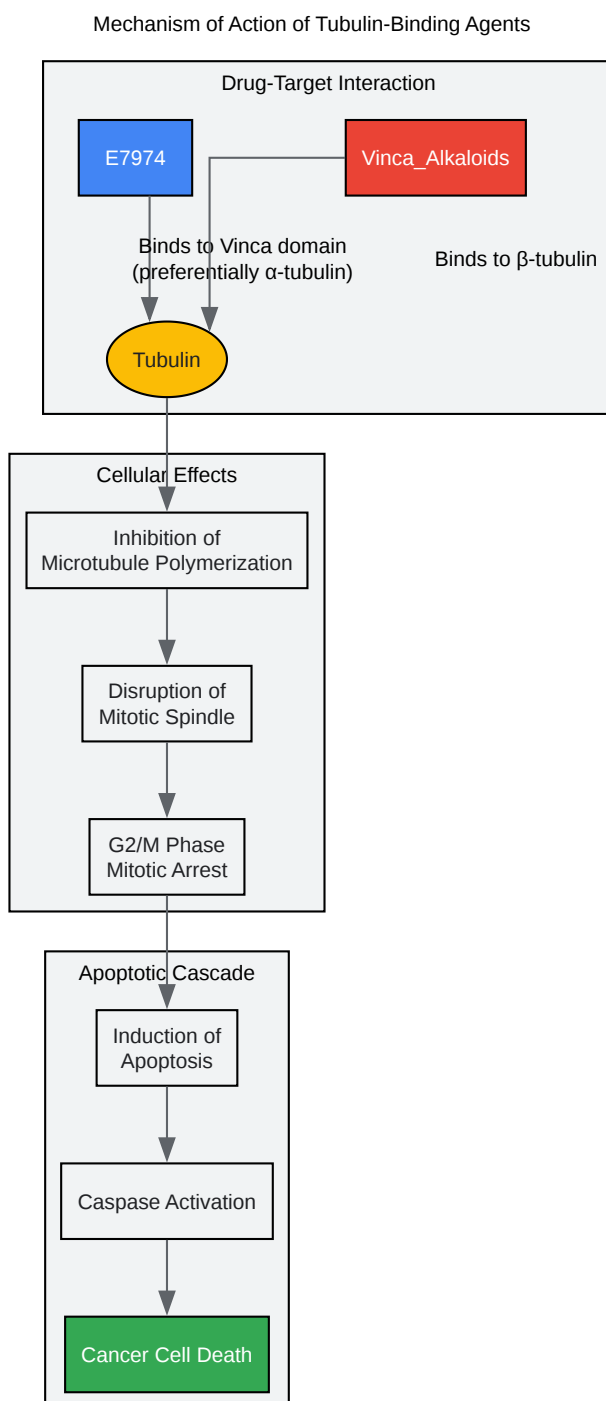 Mechanism of Action of Tubulin-Binding Agents
Drug-Target Interaction
E7974
Vinca_Alkaloids
Binds to Vinca domain
(preferentially α-tubulin)
Binds to β-tubulin
Tubulin
Cellular Effects
Inhibition of
Microtubule Polymerization
Disruption of
Mitotic Spindle
G2/M Phase
Mitotic Arrest
Apoptotic Cascade
Induction of
Apoptosis
Caspase Activation
Cancer Cell Death